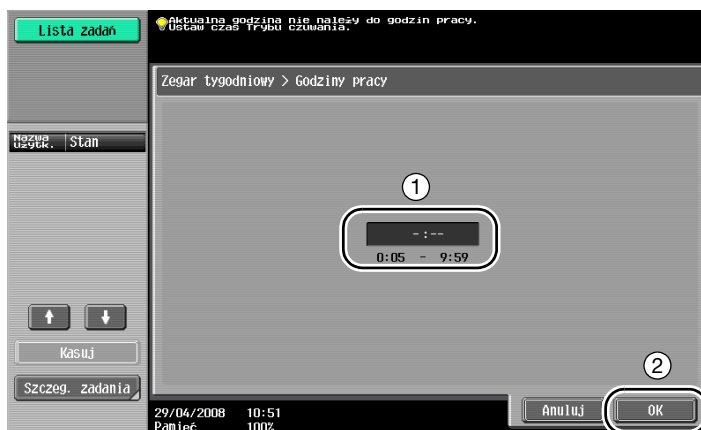 Lista zadań
Aktualna godzina nie należy do godzin pracy.
Ustaw czas Trybu czuwania.
Zegar tygodniowy > Godziny pracy
Nazwa użytk.
Stan
1
-:--
0:05 - 9:59
Kasuj
Szczeg. zadania
2
Anuluj
OK
29/04/2008 10:51
Pamięć 100%